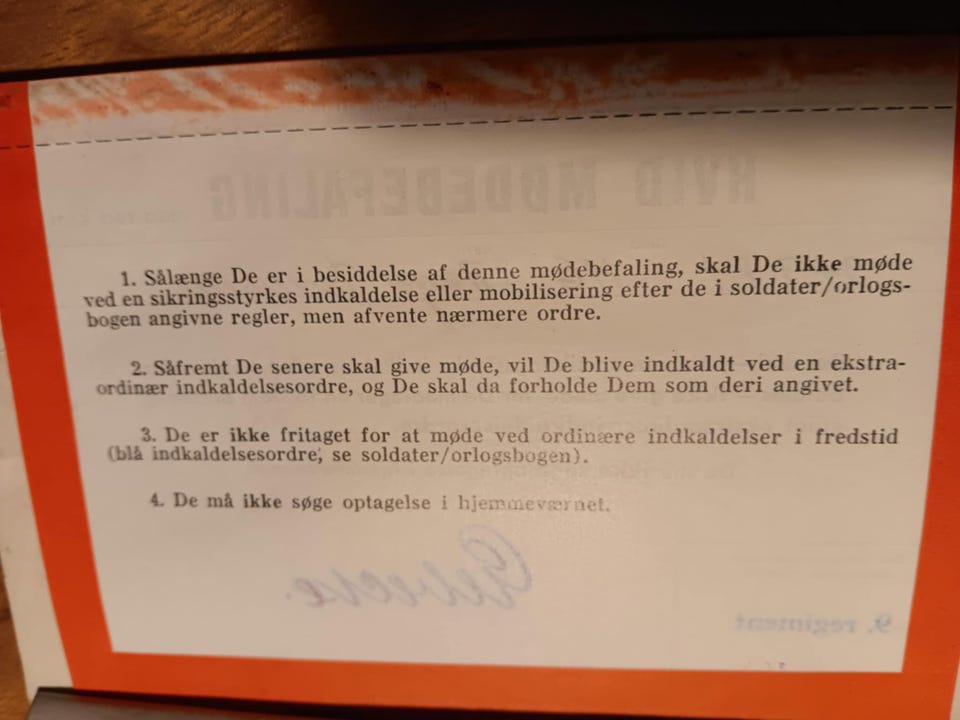 HVID MØDEBEFALING
1. Sålænge De er i besiddelse af denne mødebefaling, skal De ikke møde
ved en sikringsstyrkes indkaldelse eller mobilisering efter de i soldater/orlogs-
bogen angivne regler, men afvente nærmere ordre.
2. Såfremt De senere skal give møde, vil De blive indkaldt ved en ekstra-
ordinær indkaldelsesordre, og De skal da forholde Dem som deri angivet.
3. De er ikke fritaget for at møde ved ordinære indkaldelser i fredstid
(blå indkaldelsesordre, se soldater/orlogsbogen).
4. De må ikke søge optagelse i hjemmeværnet.
9. regiment